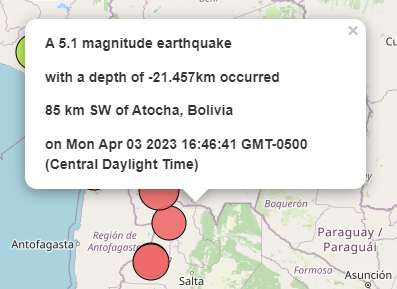 ×
A 5.1 magnitude earthquake
with a depth of -21.457km occurred
85 km SW of Atocha, Bolivia
on Mon Apr 03 2023 16:46:41 GMT-0500
(Central Daylight Time)
Cu
Boquerón
Región de
Antofagasta
Antofagasta
Paraguay /
Paraguái
Formosa
Asunción
Salta